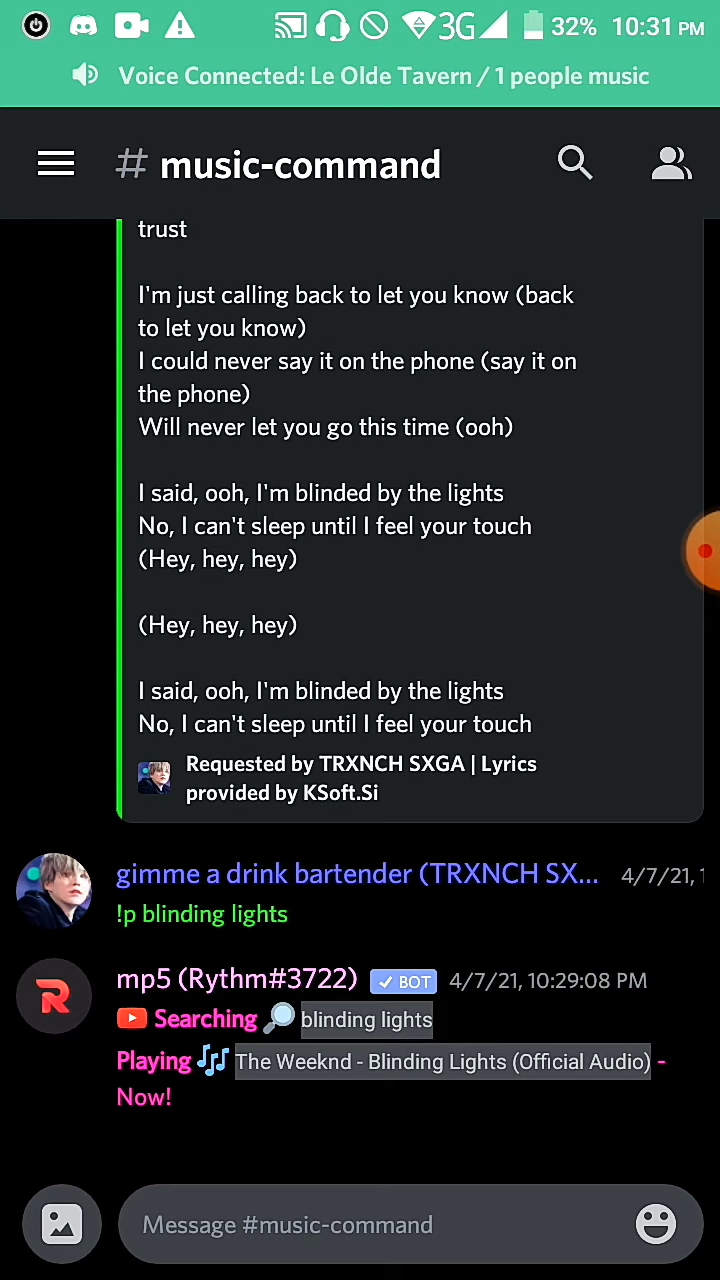 3G 32% 10:31 PM
Voice Connected: Le Olde Tavern / 1 people music
# music-command
trust
I'm just calling back to let you know (back
to let you know)
I could never say it on the phone (say it on
the phone)
Will never let you go this time (ooh)
I said, ooh, I'm blinded by the lights
No, I can't sleep until I feel your touch
(Hey, hey, hey)
(Hey, hey, hey)
I said, ooh, I'm blinded by the lights
No, I can't sleep until I feel your touch
Requested by TRXNCH SXGA | Lyrics
provided by KSoft.Si
gimme a drink bartender (TRXNCH SX... 4/7/21,
!p blinding lights
mp5 (Rythm#3722) ✓ BOT 4/7/21, 10:29:08 PM
Searching 🔎 blinding lights
Playing 🎶 The Weeknd - Blinding Lights (Official Audio) -
Now!
Message #music-command